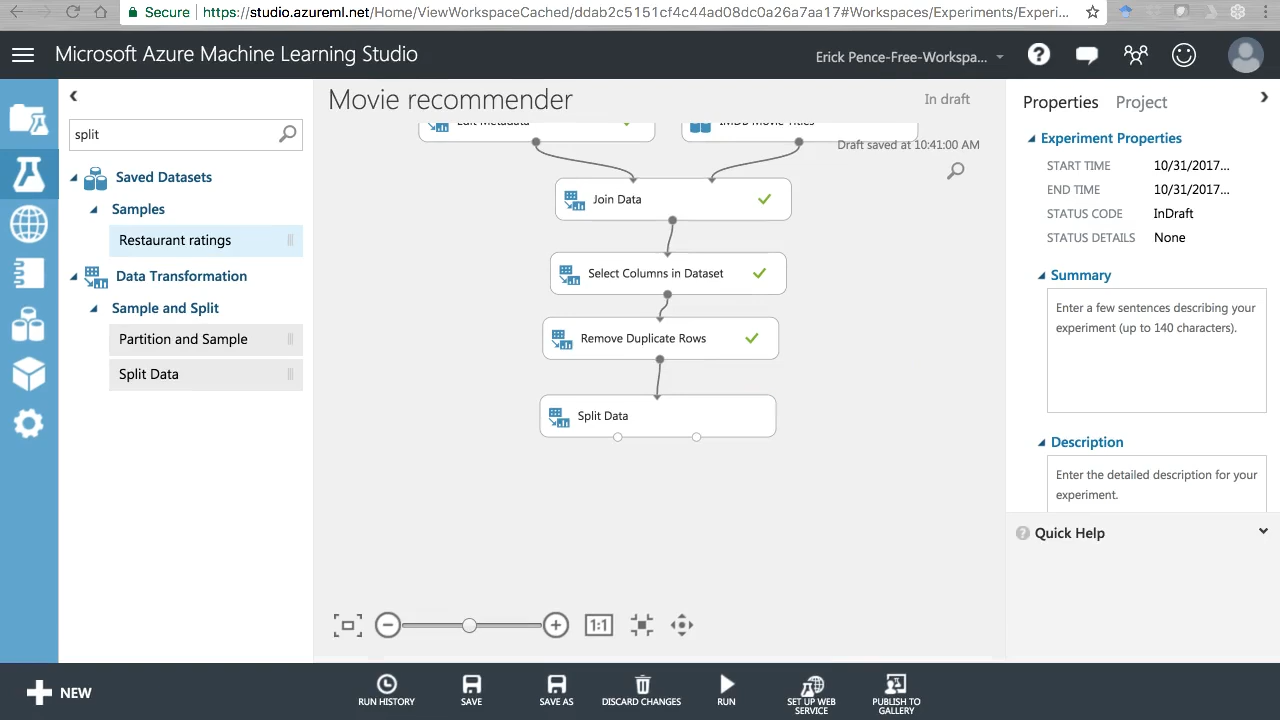 Secure
https://studio.azureml.net/Home/ViewWorkspaceCached/ddab2c5151cf4c44ad08dc0a26a7aa17#Workspaces/Experiments/Experi...
Microsoft Azure Machine Learning Studio
Erick Pence-Free-Workspa...
split
Saved Datasets
Samples
Restaurant ratings
Data Transformation
Sample and Split
Partition and Sample
Split Data
Movie recommender
In draft
Draft saved at 10:41:00 AM
Edit Metadata
IMDB Movie Titles
Join Data
Select Columns in Dataset
Remove Duplicate Rows
Split Data
1:1
Properties
Project
Experiment Properties
START TIME 10/31/2017...
END TIME 10/31/2017...
STATUS CODE InDraft
STATUS DETAILS None
Summary
Enter a few sentences describing your
experiment (up to 140 characters).
Description
Enter the detailed description for your
experiment.
Quick Help
NEW
RUN HISTORY
SAVE
SAVE AS
DISCARD CHANGES
RUN
SET UP WEB
SERVICE
PUBLISH TO
GALLERY